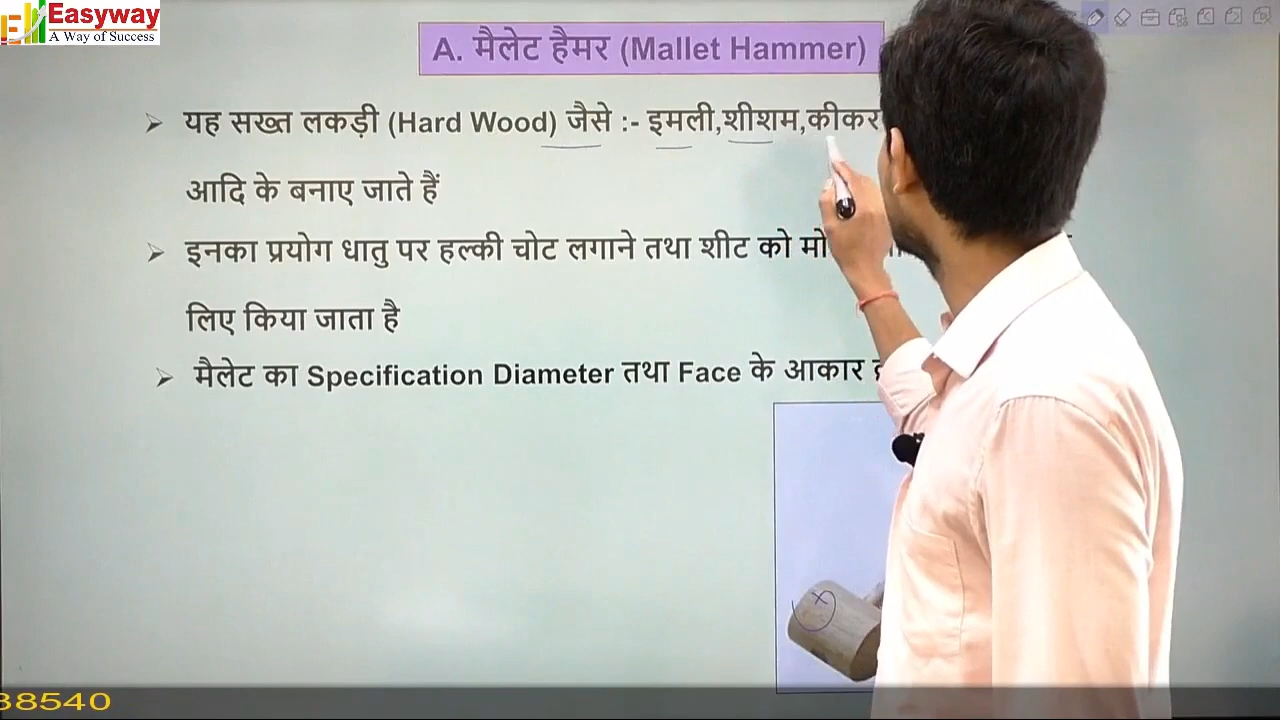 Easyway
A Way of Success
A. मैलेट हैमर (Mallet Hammer)
यह सख्त लकड़ी (Hard Wood) जैसे :- इमली,शीशम,कीकर
आदि के बनाए जाते हैं
इनका प्रयोग धातु पर हल्की चोट लगाने तथा शीट को
लिए किया जाता है
मैलेट का Specification Diameter तथा Face के आकार
38540